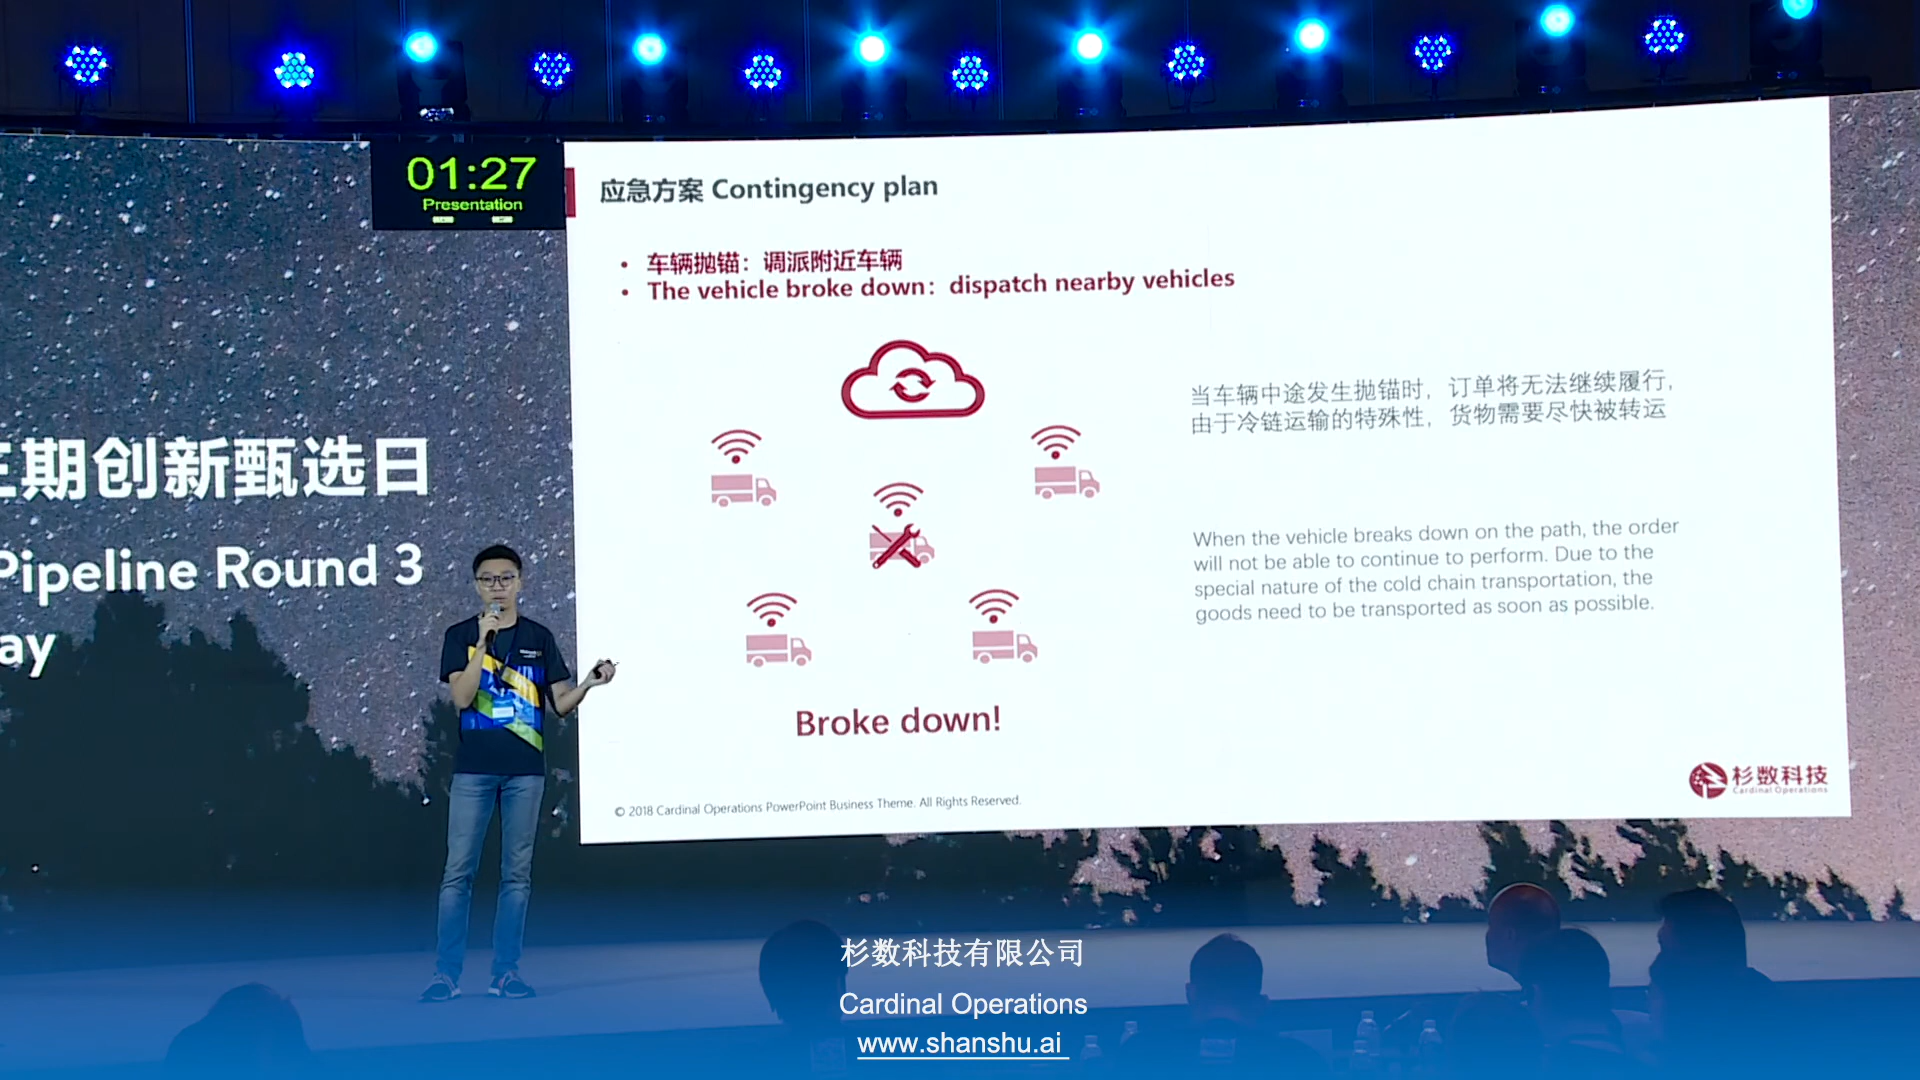 01:27
Presentation
应急方案 Contingency plan
• 车辆抛锚：调派附近车辆
• The vehicle broke down：dispatch nearby vehicles
当车辆中途发生抛锚时，订单将无法继续履行，
由于冷链运输的特殊性，货物需要尽快被转运
When the vehicle breaks down on the path, the order
will not be able to continue to perform. Due to the
special nature of the cold chain transportation, the
goods need to be transported as soon as possible.
Broke down!
© 2018 Cardinal Operations PowerPoint Business Theme. All Rights Reserved.
杉数科技
Cardinal Operations
期创新甄选日
Pipeline Round 3
ay
杉数科技有限公司
Cardinal Operations
www.shanshu.ai